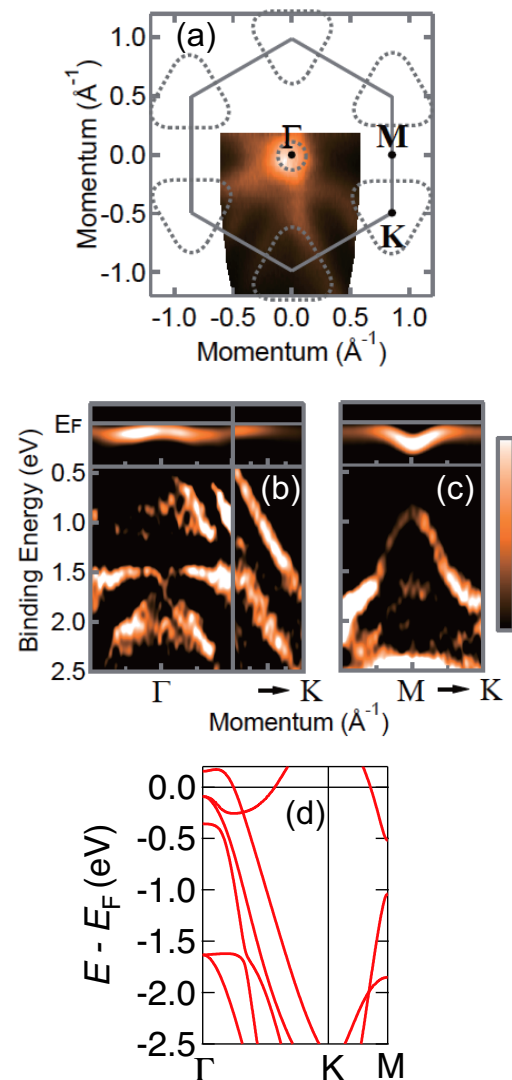 (a)
1.0
0.5
0.0
-0.5
-1.0
Momentum (Å⁻¹)
Γ
M
K
-1.0 -0.5 0.0 0.5 1.0
Momentum (Å⁻¹)
EF
0.5
1.0
1.5
2.0
2.5
Binding Energy (eV)
(b)
(c)
Γ → K
M → K
Momentum (Å⁻¹)
(d)
0.0
-0.5
-1.0
-1.5
-2.0
-2.5
E - EF (eV)
Γ K M